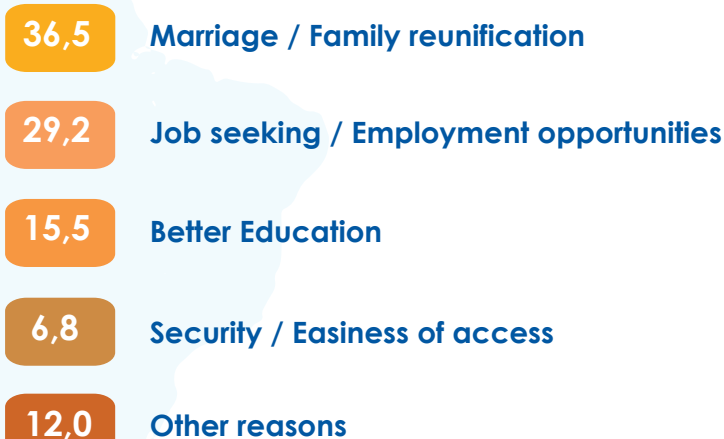 36,5 Marriage / Family reunification
29,2 Job seeking / Employment opportunities
15,5 Better Education
6,8 Security / Easiness of access
12,0 Other reasons